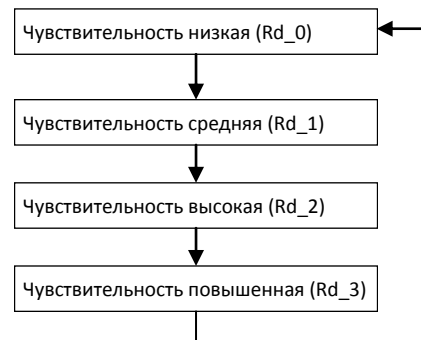 Чувствительность низкая (Rd_0)
Чувствительность средняя (Rd_1)
Чувствительность высокая (Rd_2)
Чувствительность повышенная (Rd_3)